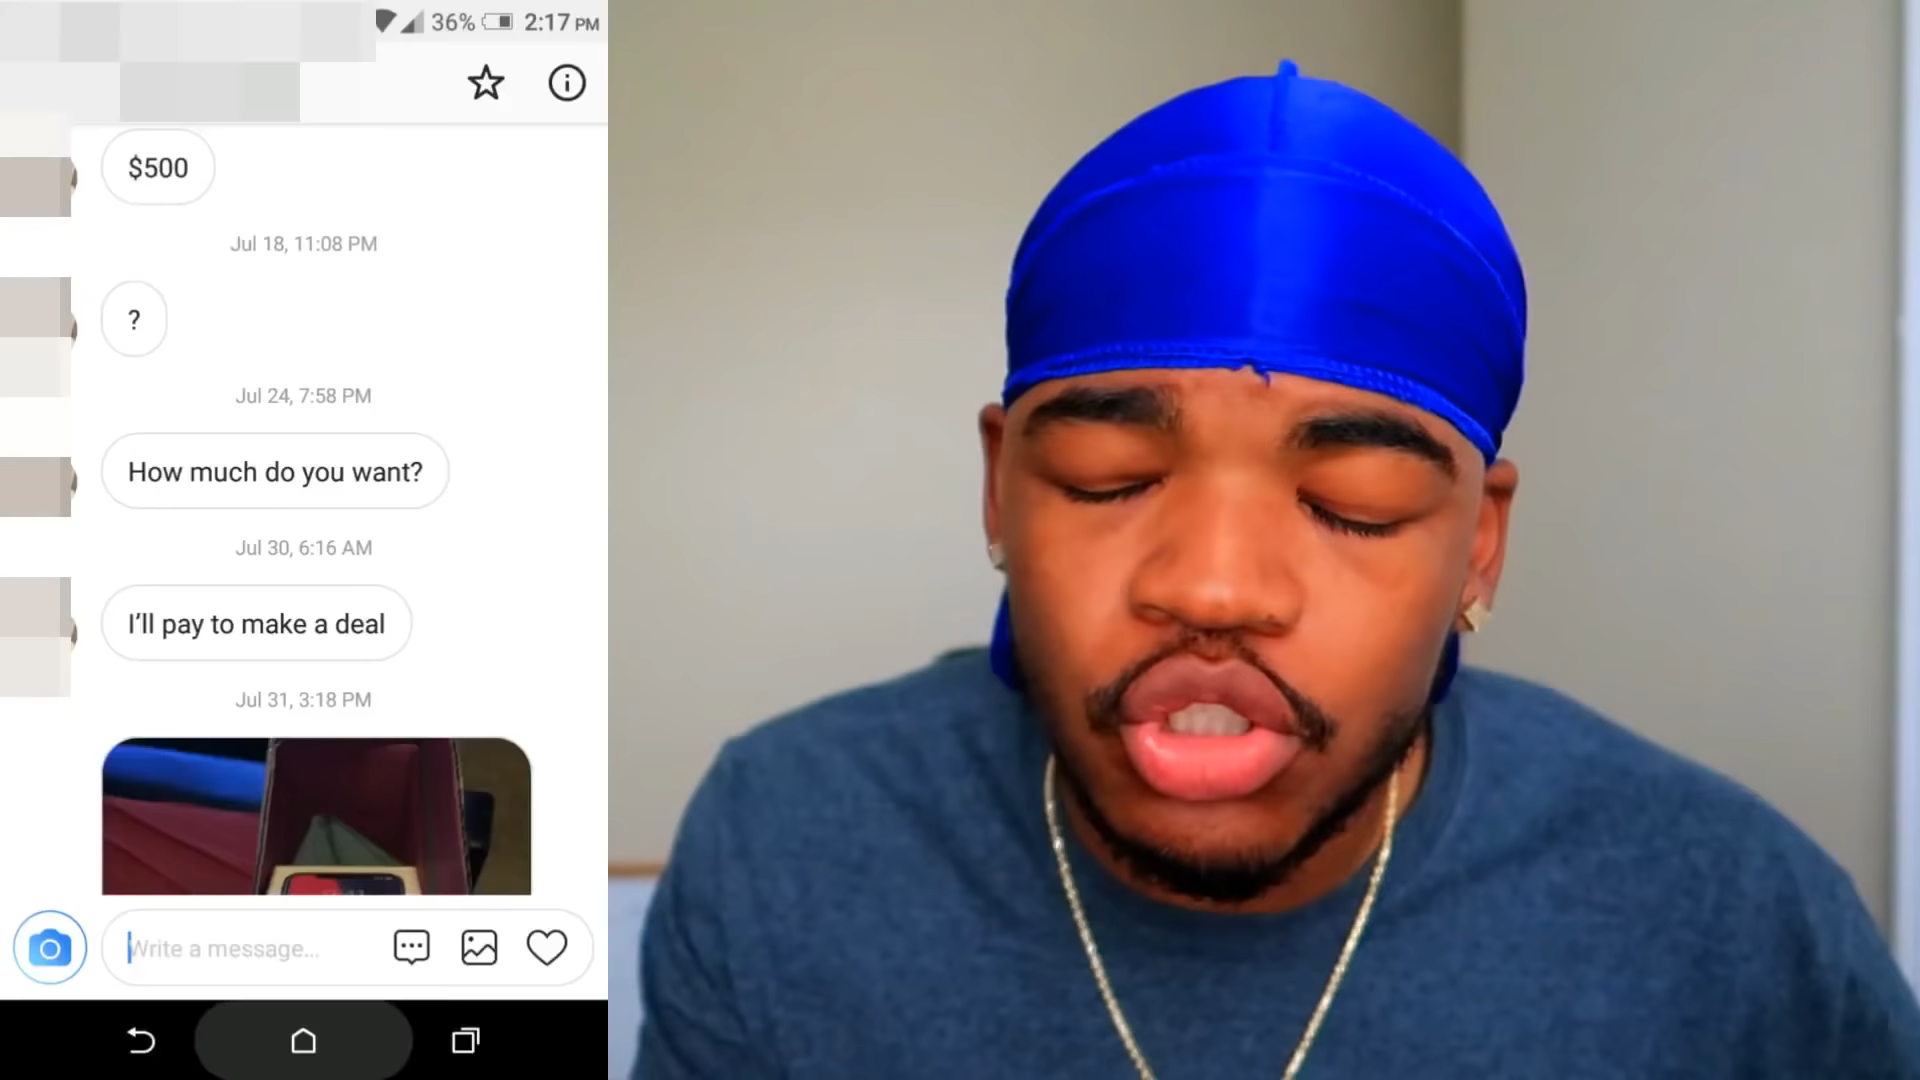 36% 2:17 PM
$500
Jul 18, 11:08 PM
?
Jul 24, 7:58 PM
How much do you want?
Jul 30, 6:16 AM
I'll pay to make a deal
Jul 31, 3:18 PM
Write a message...